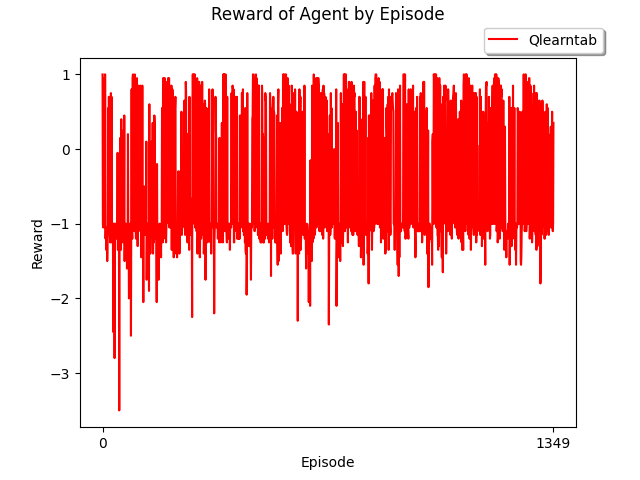 Reward of Agent by Episode
Qlearntab
1
0
−1
−2
−3
Reward
0
1349
Episode